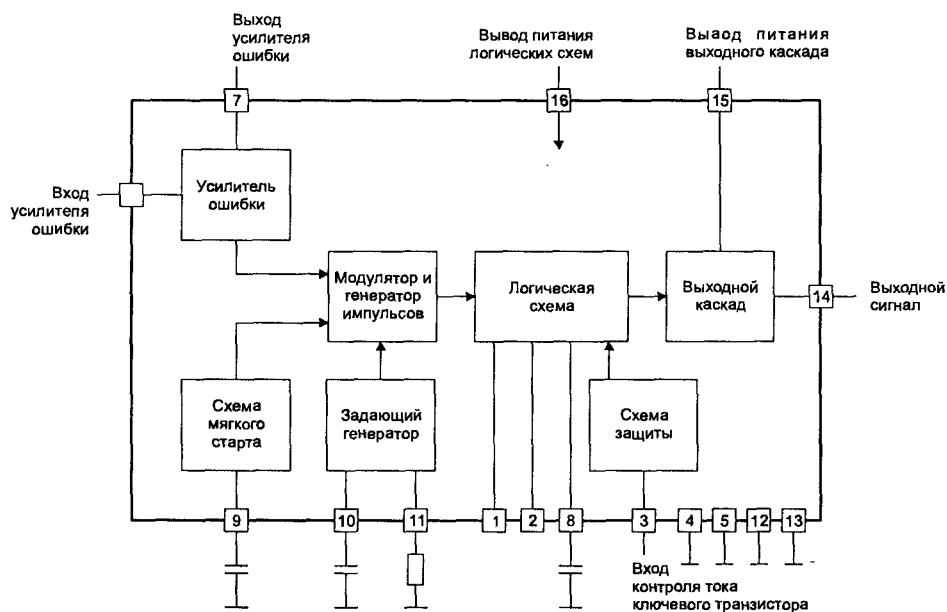 Выход
усилителя
ошибки
Вывод питания
логических схем
Выаод питания
выходного каскада
7
16
15
Вход
усилителя
ошибки
Усилитель
ошибки
Модулятор и
генератор
импульсов
Логическая
схема
Выходной
каскад
14
Выходной
сигнал
Схема
мягкого
старта
Задающий
генератор
Схема
защиты
9
10
11
1
2
8
3
4
5
12
13
Вход
контроля тока
ключевого транзистора